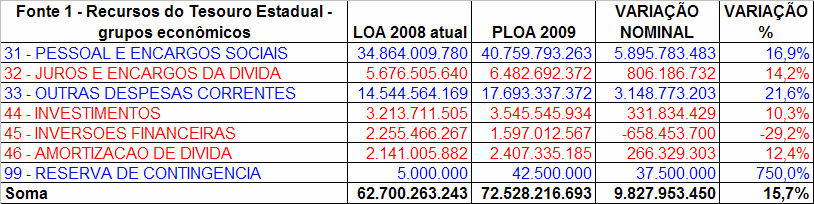 Fonte 1 - Recursos do Tesouro Estadual - grupos econômicos LOA 2008 atual PLOA 2009 VARIAÇÃO NOMINAL VARIAÇÃO %
31 - PESSOAL E ENCARGOS SOCIAIS 34.864.009.780 40.759.793.263 5.895.783.483 16,9%
32 - JUROS E ENCARGOS DA DIVIDA 5.676.505.640 6.482.692.372 806.186.732 14,2%
33 - OUTRAS DESPESAS CORRENTES 14.544.564.169 17.693.337.372 3.148.773.203 21,6%
44 - INVESTIMENTOS 3.213.711.505 3.545.545.934 331.834.429 10,3%
45 - INVERSOES FINANCEIRAS 2.255.466.267 1.597.012.567 -658.453.700 -29,2%
46 - AMORTIZACAO DE DIVIDA 2.141.005.882 2.407.335.185 266.329.303 12,4%
99 - RESERVA DE CONTINGENCIA 5.000.000 42.500.000 37.500.000 750,0%
Soma 62.700.263.243 72.528.216.693 9.827.953.450 15,7%